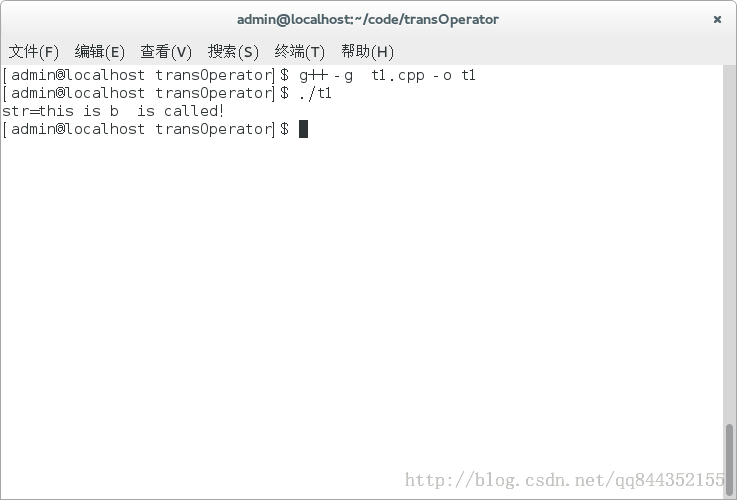 admin@localhost:~/code/transOperator
文件(F) 编辑(E) 查看(V) 搜索(S) 终端(T) 帮助(H)
[admin@localhost transOperator]$ g++ -g  t1.cpp -o t1
[admin@localhost transOperator]$ ./t1
str=this is b  is called!
[admin@localhost transOperator]$
http://blog.csdn.net/qq844352155